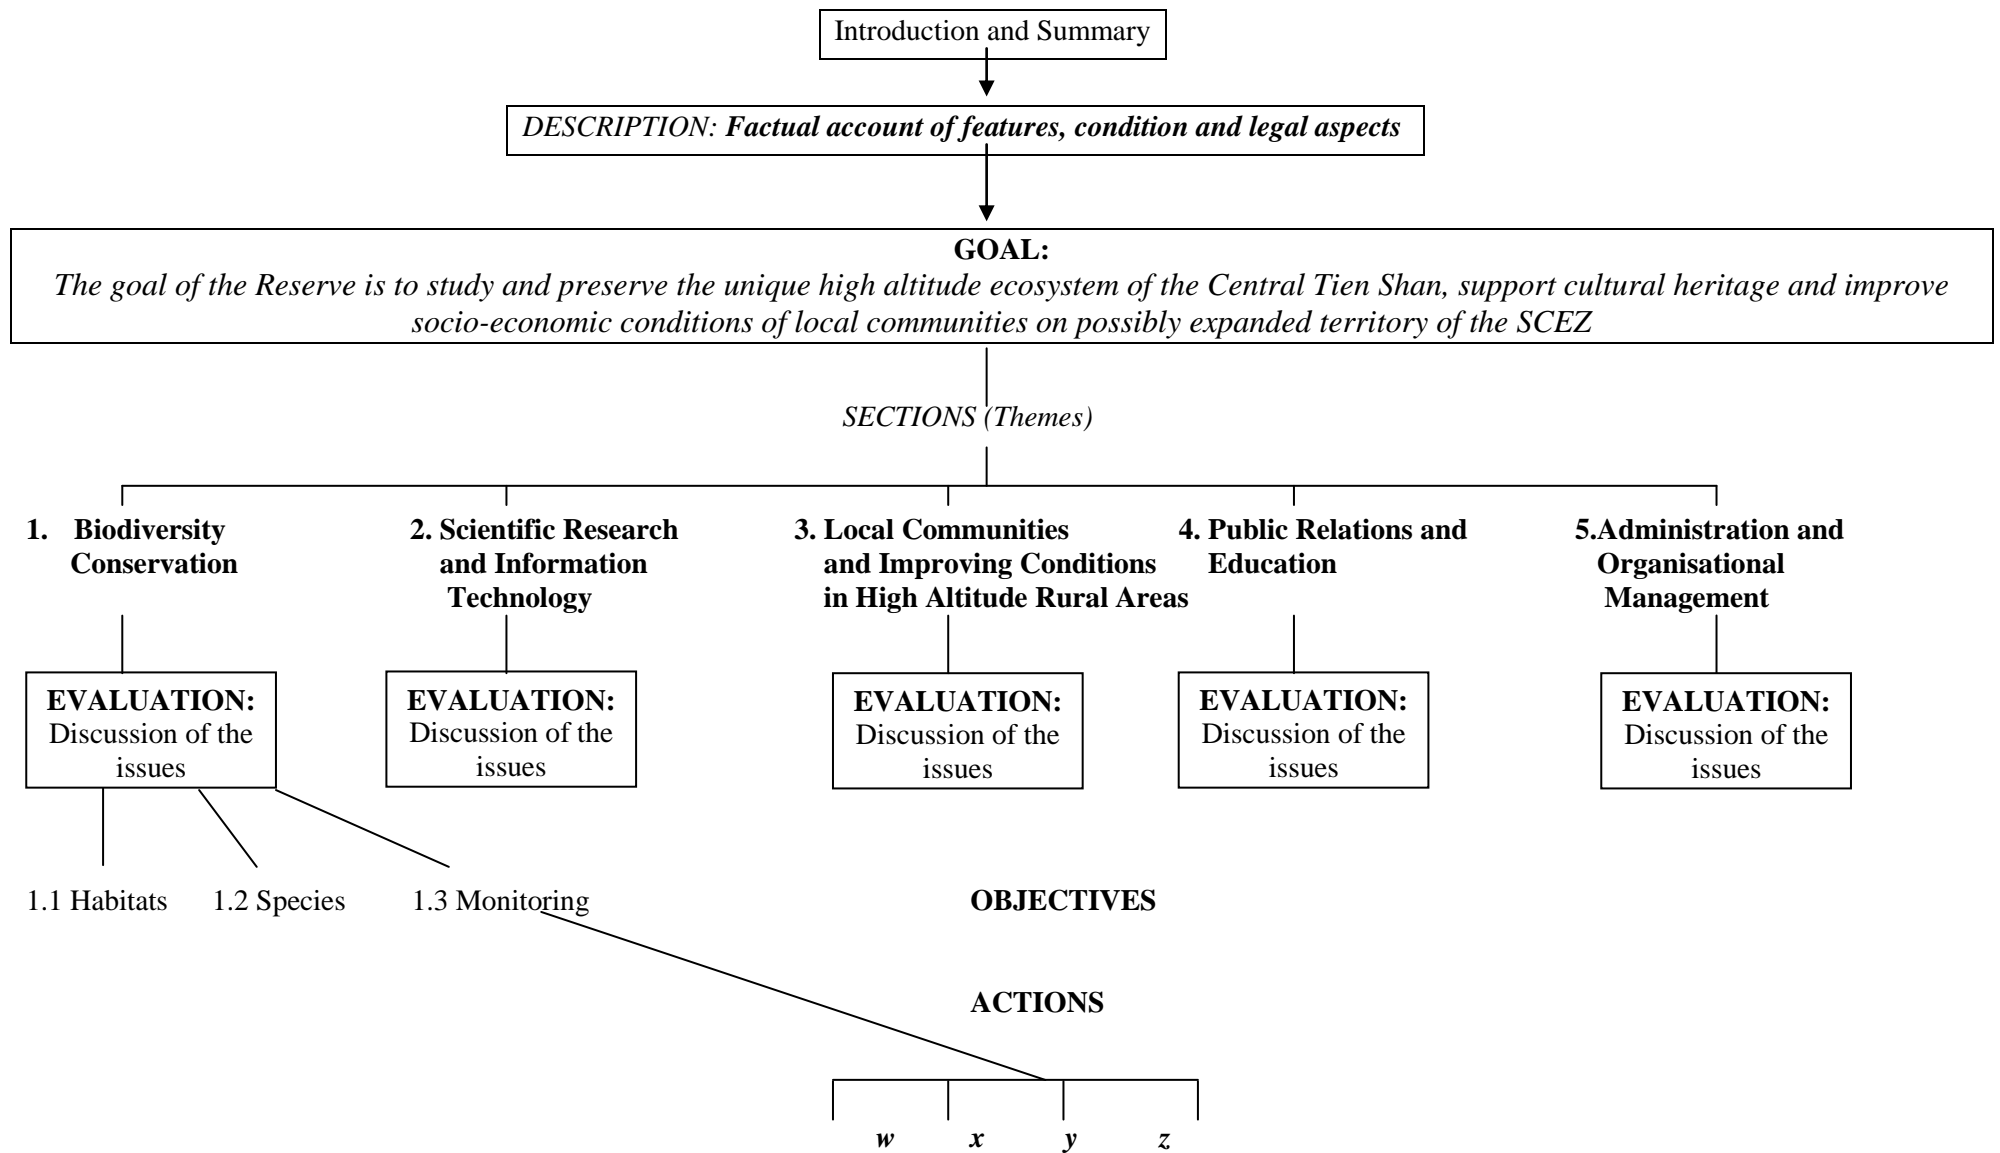 Introduction and Summary
DESCRIPTION: Factual account of features, condition and legal aspects
GOAL:
The goal of the Reserve is to study and preserve the unique high altitude ecosystem of the Central Tien Shan, support cultural heritage and improve
socio-economic conditions of local communities on possibly expanded territory of the SCEZ
SECTIONS (Themes)
1. Biodiversity
Conservation
2. Scientific Research
and Information
Technology
3. Local Communities
and Improving Conditions
in High Altitude Rural Areas
4. Public Relations and
Education
5.Administration and
Organisational
Management
EVALUATION:
Discussion of the
issues
EVALUATION:
Discussion of the
issues
EVALUATION:
Discussion of the
issues
EVALUATION:
Discussion of the
issues
EVALUATION:
Discussion of the
issues
1.1 Habitats
1.2 Species
1.3 Monitoring
OBJECTIVES
ACTIONS
w x y z